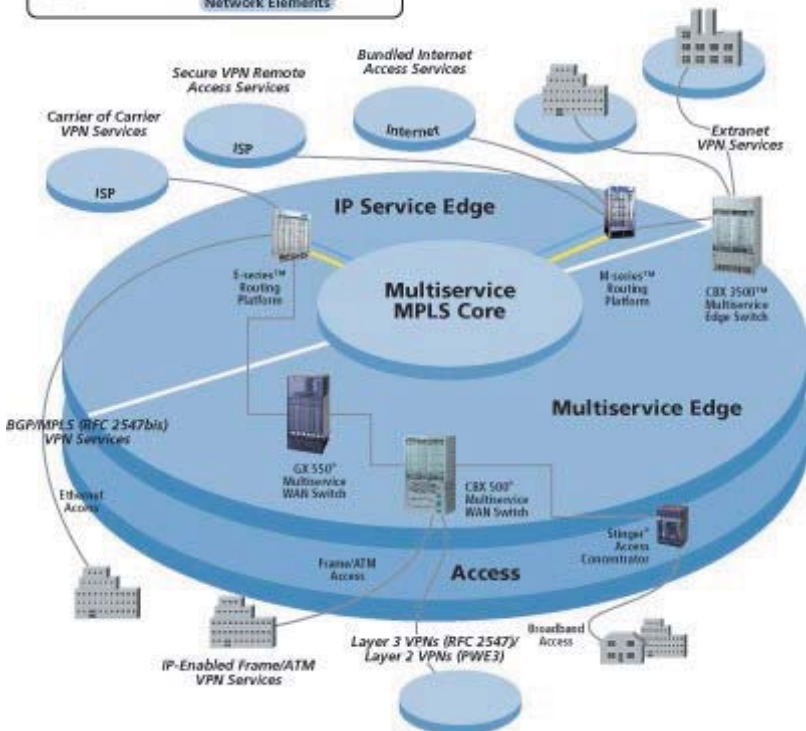 Network Elements
Bundled Internet
Access Services
Secure VPN Remote
Access Services
Carrier of Carrier
VPN Services
Internet
ISP
ISP
Extranet
VPN Services
IP Service Edge
E-series™
Routing
Platform
Multiservice
MPLS Core
M-series™
Routing
Platform
CBX 3500™
Multiservice
Edge Switch
Multiservice Edge
BGP/MPLS (RFC 2547bis)
VPN Services
GX 550®
Multiservice
WAN Switch
CBX 500®
Multiservice
WAN Switch
Ethernet
Access
Stinger®
Access
Concentrator
Frame/ATM
Access
Access
Broadband
Access
Layer 3 VPNs (RFC 2547)/
Layer 2 VPNs (PWE3)
IP-Enabled Frame/ATM
VPN Services